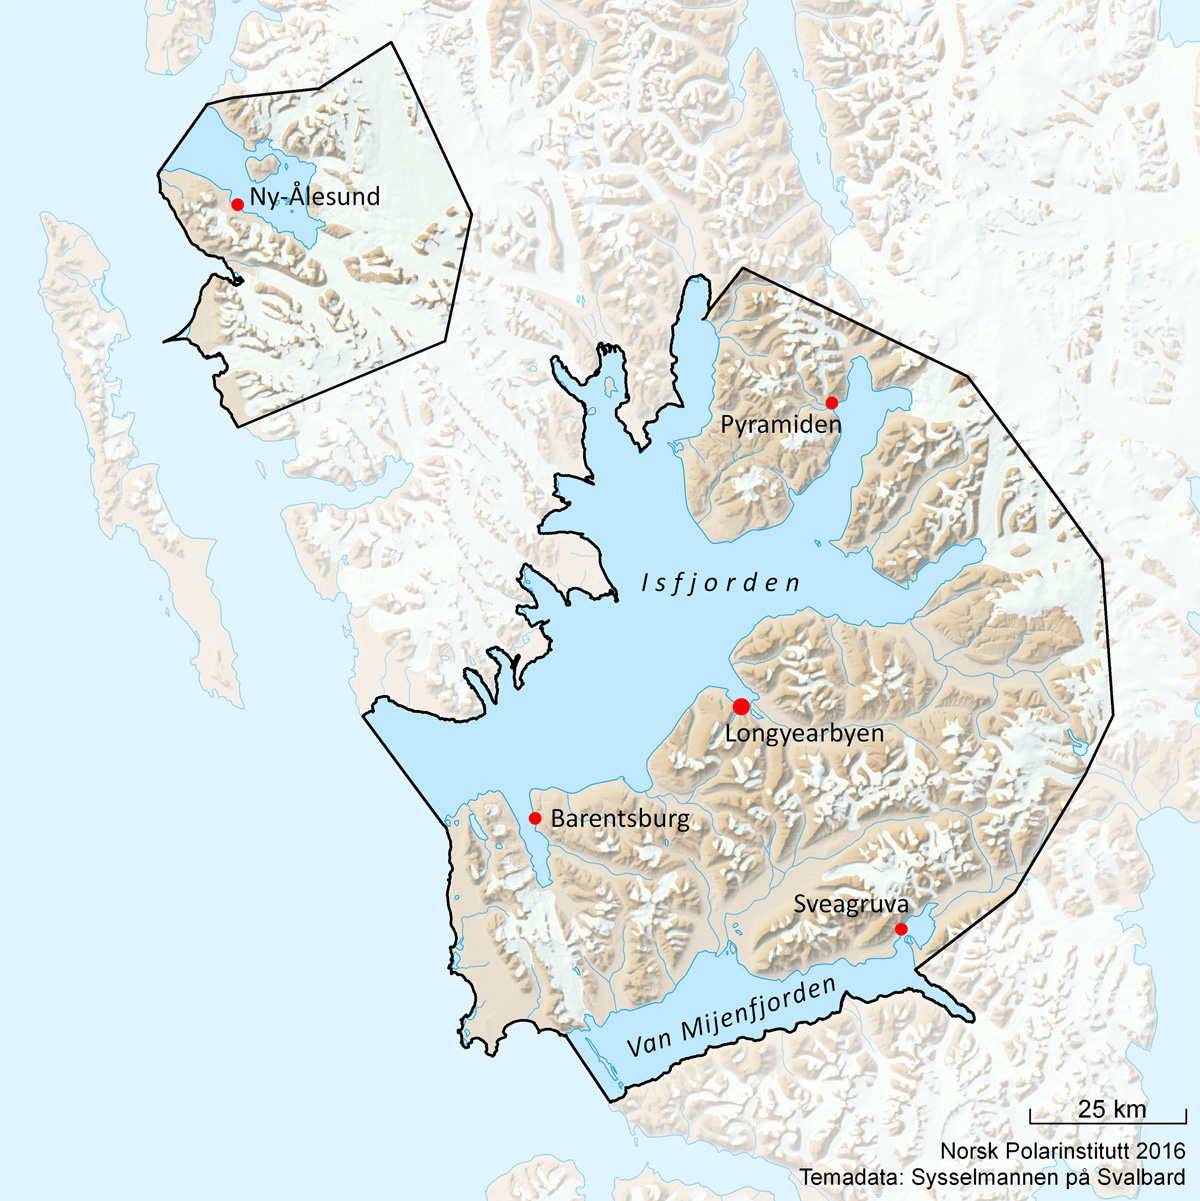 Ny-Ålesund
Pyramiden
Isfjorden
Longyearbyen
Barentsburg
Sveagruva
Van Mijenfjorden
25 km
Norsk Polarinstitutt 2016
Temadata: Sysselmannen på Svalbard